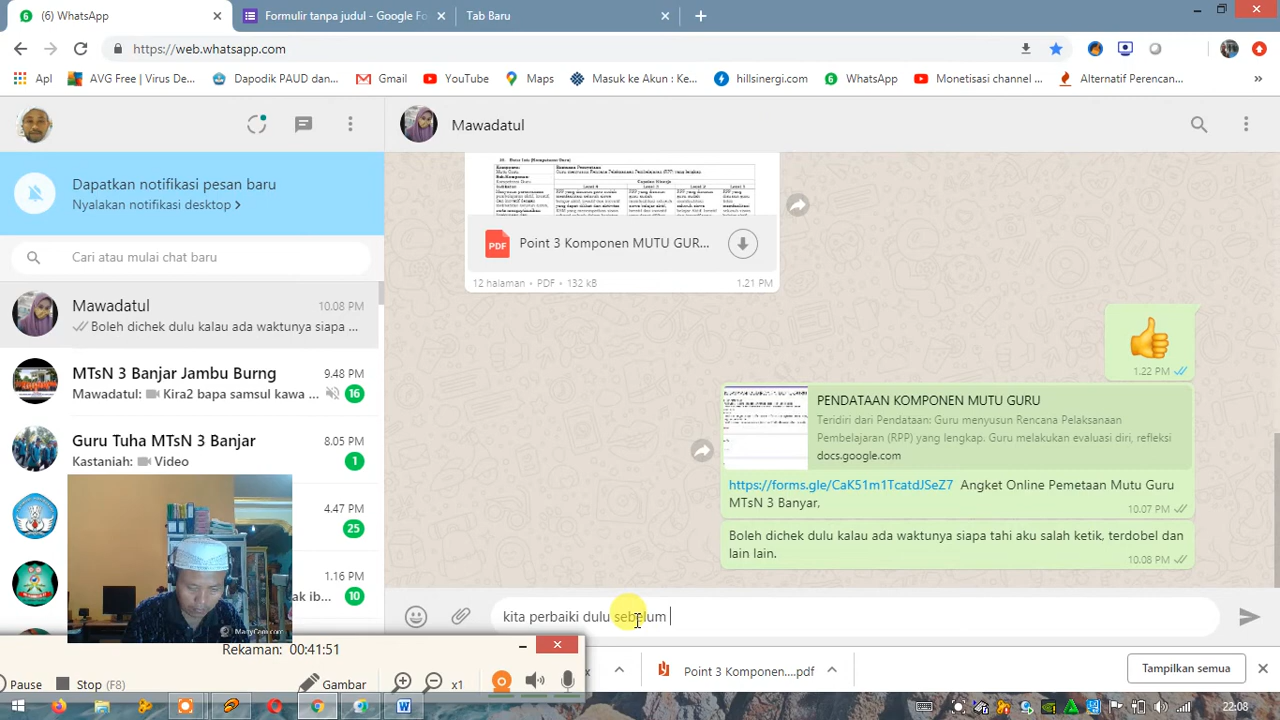 (6) WhatsApp
Formulir tanpa judul - Google Fo
Tab Baru
https://web.whatsapp.com
Apl
AVG Free | Virus De...
Dapodik PAUD dan...
Gmail
YouTube
Maps
Masuk ke Akun : Ke...
hillsinergi.com
WhatsApp
Monetisasi channel ...
Alternatif Perencan...
Mawadatul
Dapatkan notifikasi pesan baru
Nyalakan notifikasi desktop >
Cari atau mulai chat baru
Mawadatul
10.08 PM
Boleh dichek dulu kalau ada waktunya siapa ...
MTsN 3 Banjar Jambu Burng
9.48 PM
Mawadatul: Kira2 bapa samsul kawa ...
16
Guru Tuha MTsN 3 Banjar
8.05 PM
Kastaniah: Video
1
4.47 PM
25
1.16 PM
ak ib...
10
PDF
Point 3 Komponen MUTU GUR...
12 halaman • PDF • 132 kB
1.21 PM
1.22 PM
PENDATAAN KOMPONEN MUTU GURU
Teridiri dari Pendataan: Guru menyusun Rencana Pelaksanaan
Pembelajaran (RPP) yang lengkap. Guru melakukan evaluasi diri, refleksi
docs.google.com
https://forms.gle/CaK51m1TcatdJSeZ7 Angket Online Pemetaan Mutu Guru
MTsN 3 Banyar,
10.07 PM
Boleh dichek dulu kalau ada waktunya siapa tahi aku salah ketik, terdobel dan
lain lain.
10.08 PM
kita perbaiki dulu sebelum
ManyCam.com
Rekaman: 00:41:51
Pause
Stop (F8)
Gambar
x1
Point 3 Komponen....pdf
Tampilkan semua
22:08